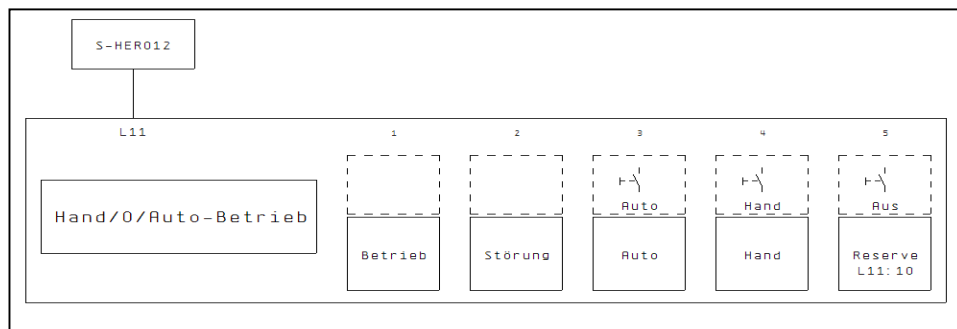 S-HER012
L11 1 2 3 4 5
Auto Hand Aus
Hand/0/Auto-Betrieb
Betrieb Störung Auto Hand Reserve
L11:10